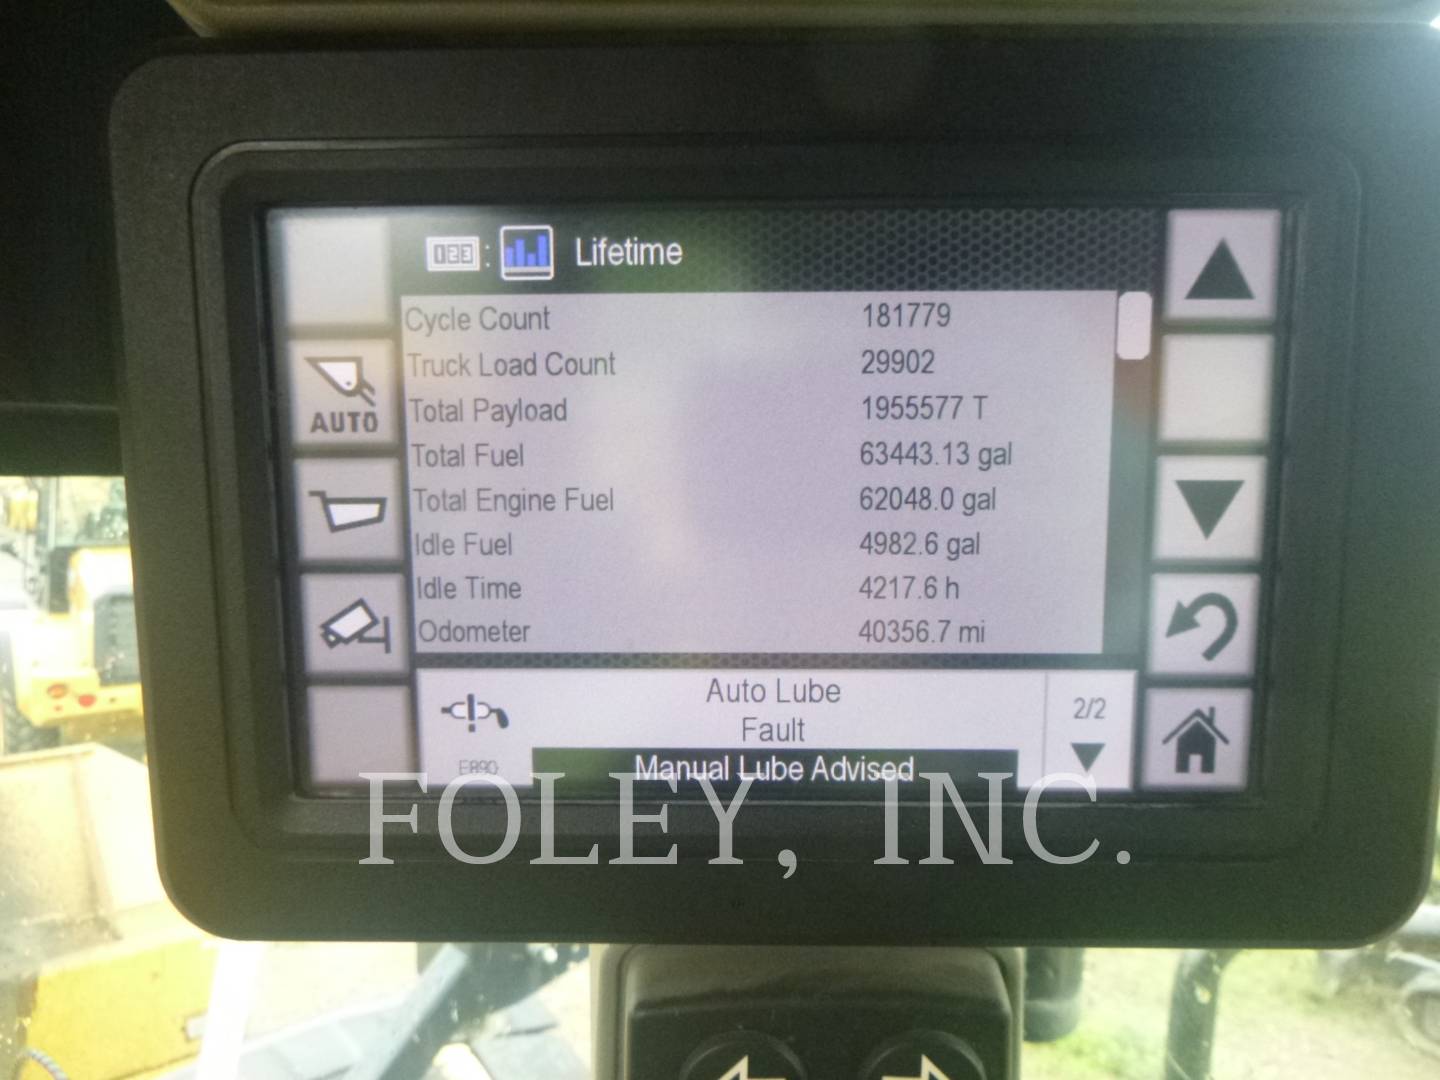 123 : Lifetime
Cycle Count 181779
Truck Load Count 29902
Total Payload 1955577 T
Total Fuel 63443.13 gal
Total Engine Fuel 62048.0 gal
Idle Fuel 4982.6 gal
Idle Time 4217.6 h
Odometer 40356.7 mi
AUTO
Auto Lube
Fault
2/2
E890
Manual Lube Advised
FOLEY, INC.